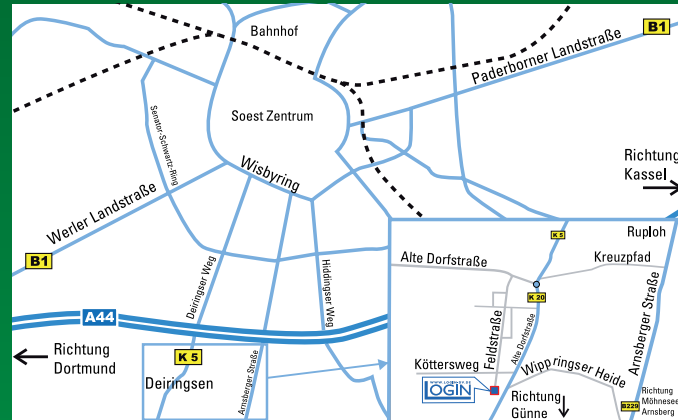 Bahnhof
B1
Paderborner Landstraße
Senator-Schwartz-Ring
Soest Zentrum
Wisbyring
Richtung
Kassel
Werler Landstraße
B1
Deiringser Weg
Hiddingser Weg
A44
Richtung
Dortmund
K 5
Deiringsen
Arnsberger Straße
K 5
Ruploh
Alte Dorfstraße
Kreuzpfad
K 20
Feldstraße
Alte Dorfstraße
Arnsberger Straße
Köttersweg
Wippringser Heide
LOGIN
Richtung
Günne
B229
Richtung
Möhnesee
Arnsberg